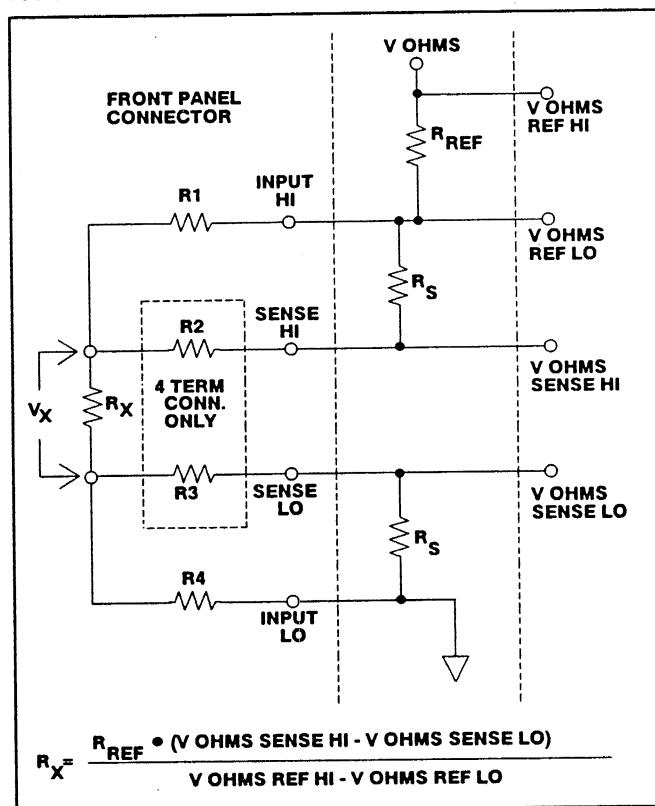 V OHMS
FRONT PANEL
CONNECTOR
V OHMS
REF HI
R REF
INPUT
HI
R1
V OHMS
REF LO
R S
R2
SENSE
HI
V OHMS
SENSE HI
4 TERM
CONN.
ONLY
V X
R X
R3
SENSE
LO
V OHMS
SENSE LO
R S
R4
INPUT
LO
R X = R REF • (V OHMS SENSE HI - V OHMS SENSE LO)
V OHMS REF HI - V OHMS REF LO